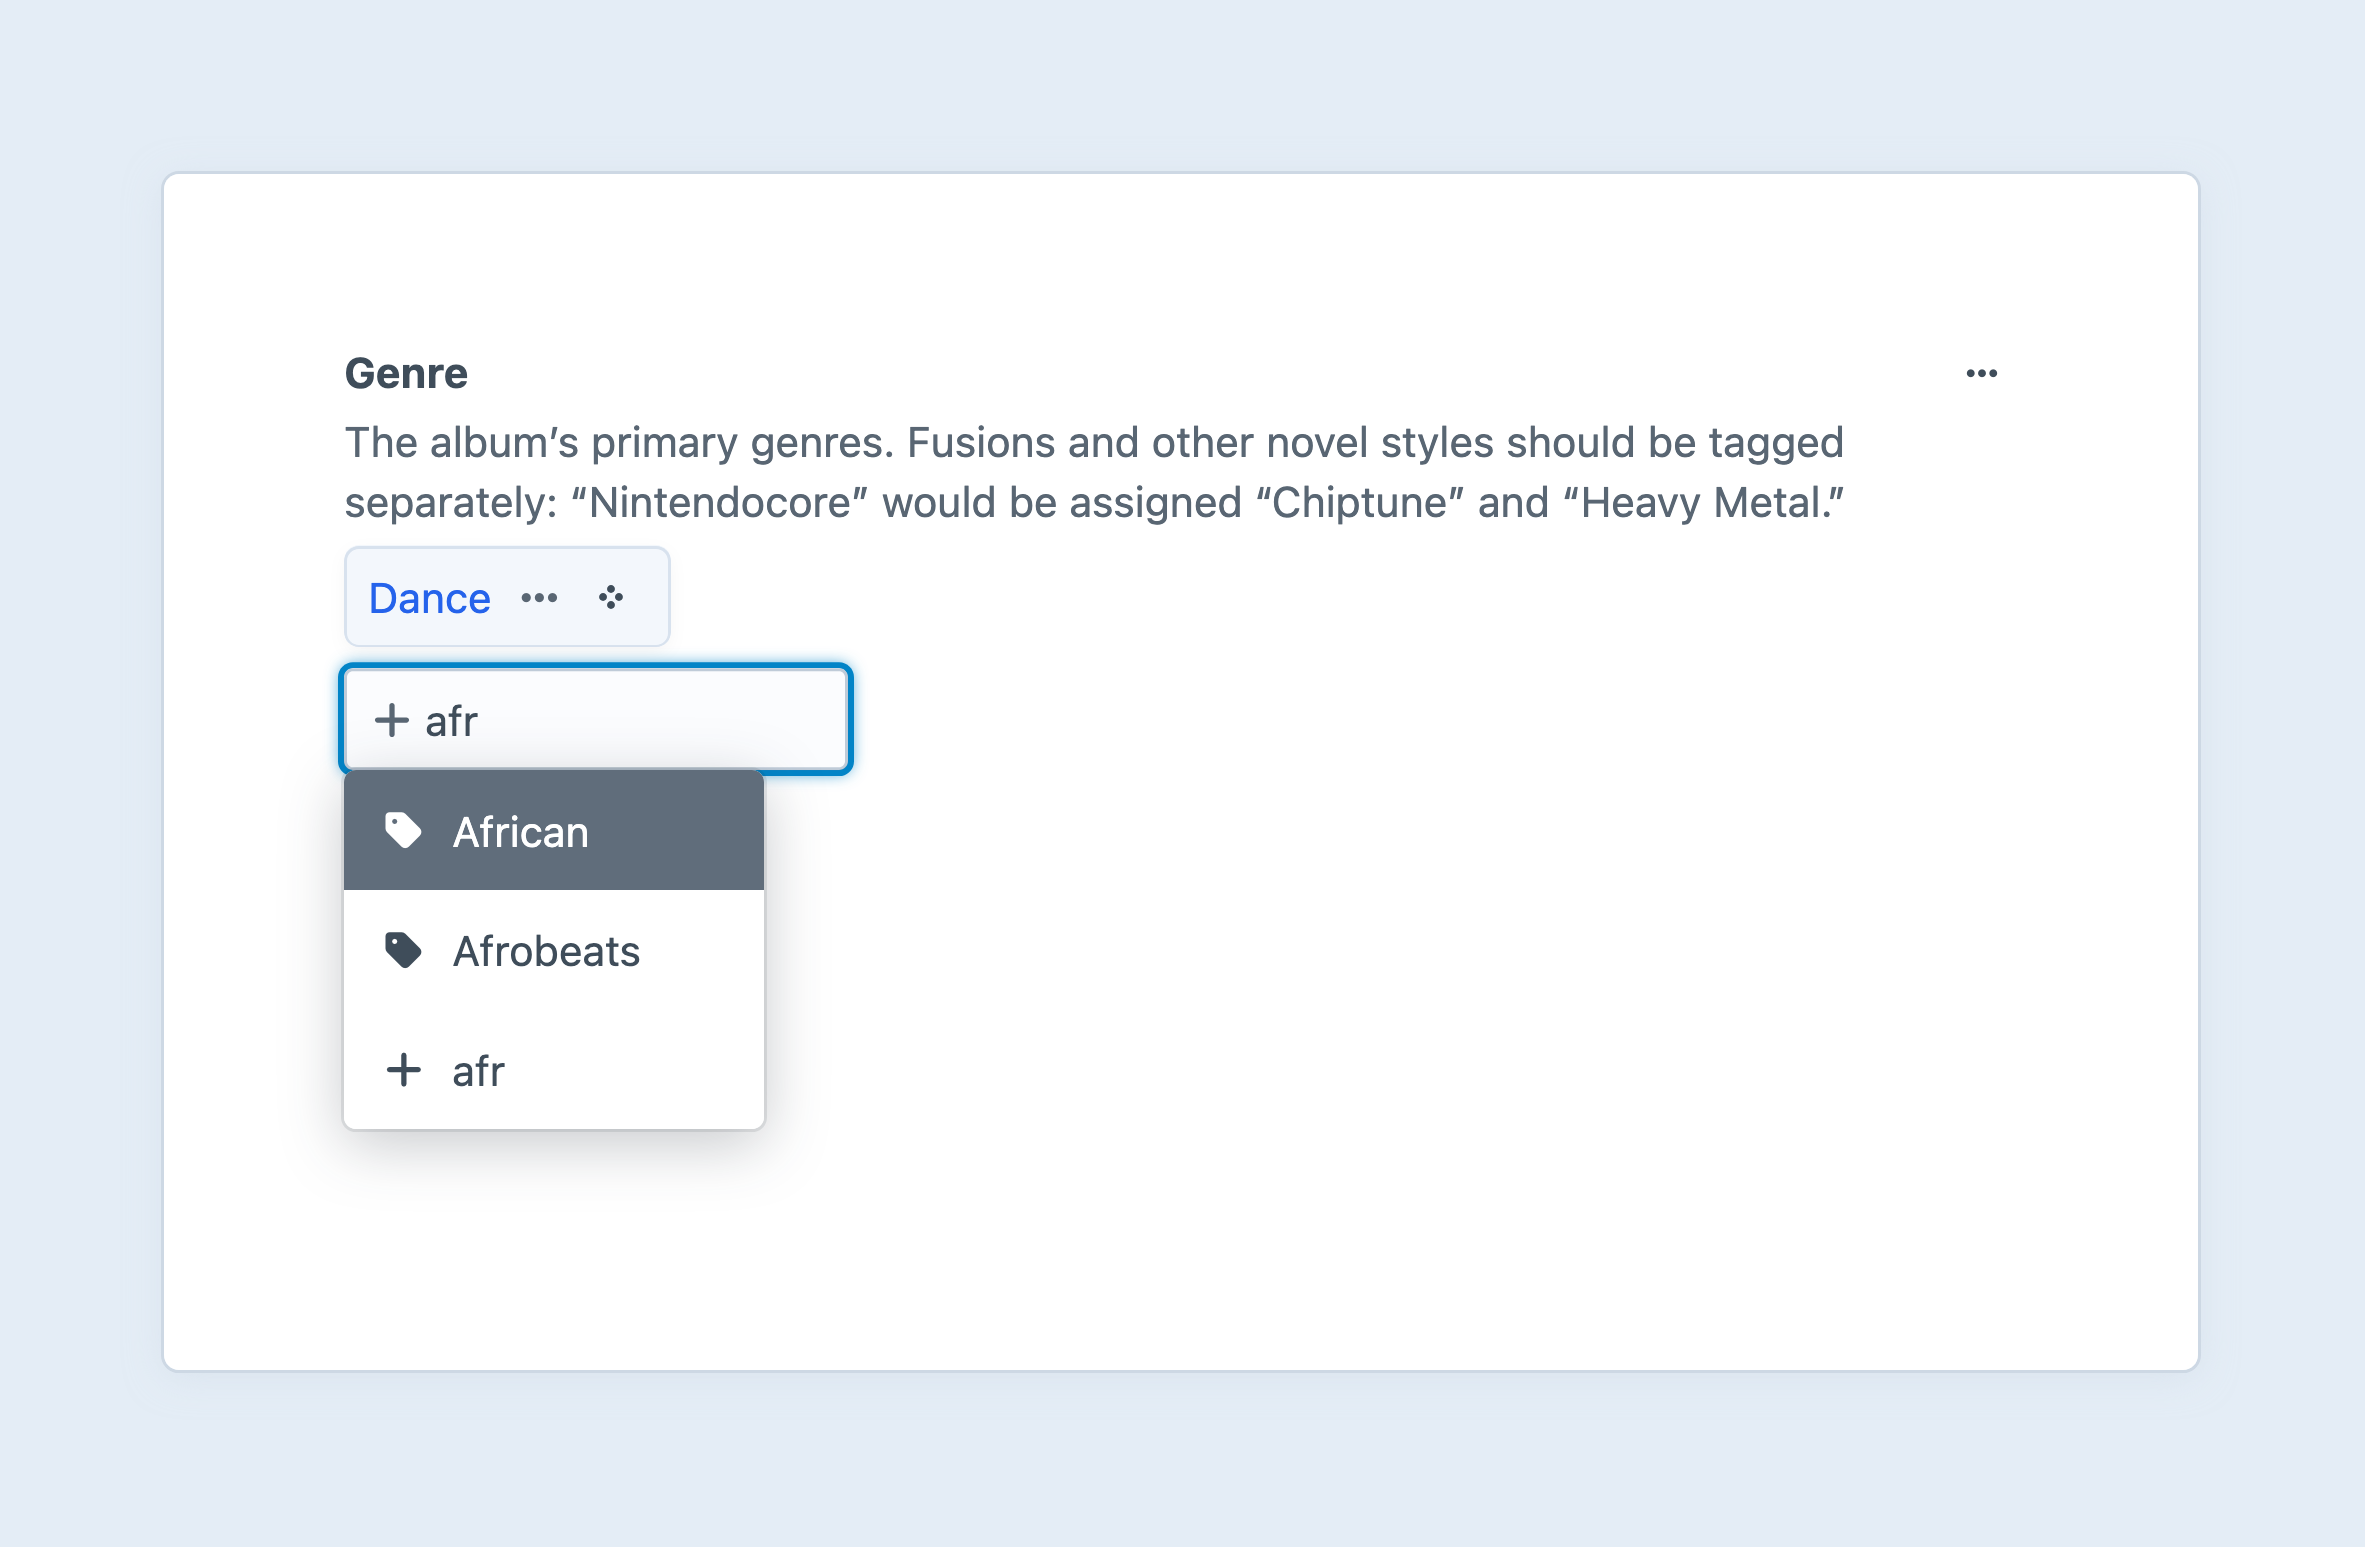 Genre
The album’s primary genres. Fusions and other novel styles should be tagged
separately: “Nintendocore” would be assigned “Chiptune” and “Heavy Metal.”
Dance
afr
African
Afrobeats
afr